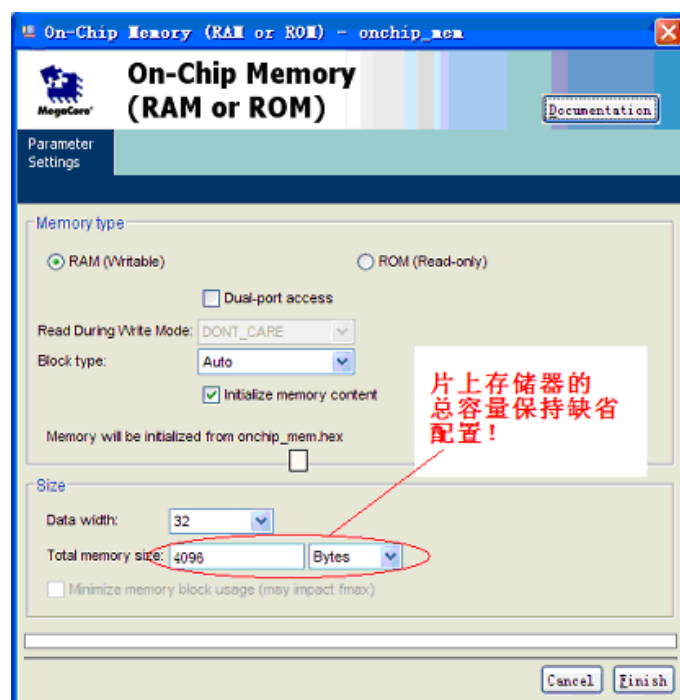 On-Chip Memory (RAM or ROM) - onchip_mem
MegaCore'
On-Chip Memory
(RAM or ROM)
Documentation
Parameter
Settings
Memory type
RAM (Writable)
ROM (Read-only)
Dual-port access
Read During Write Mode: DONT_CARE
Block type: Auto
Initialize memory content
Memory will be initialized from onchip_mem.hex
片上存储器的
总容量保持缺省
配置！
Size
Data width: 32
Total memory size: 4096 Bytes
Minimize memory block usage (may impact fmax)
Cancel Finish